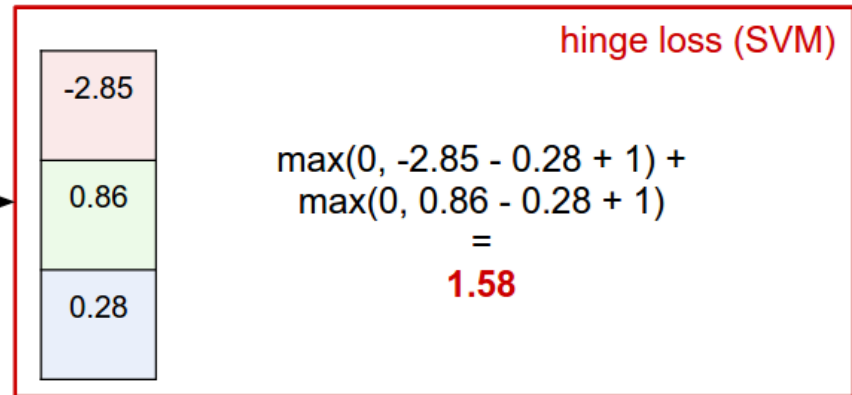 hinge loss (SVM)
-2.85
0.86
0.28
max(0, -2.85 - 0.28 + 1) +
max(0, 0.86 - 0.28 + 1)
=
1.58